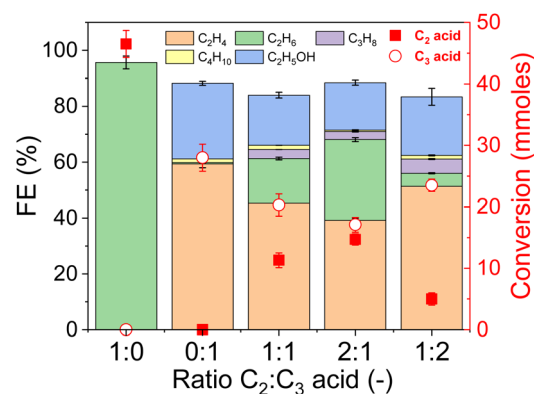 C₂H₄ C₂H₆ C₃H₈ C₂ acid
C₄H₁₀ C₂H₅OH C₃ acid
FE (%)
100
80
60
40
20
0
50
40
30
20
10
0
Conversion (mmoles)
1:0 0:1 1:1 2:1 1:2
Ratio C₂:C₃ acid (-)